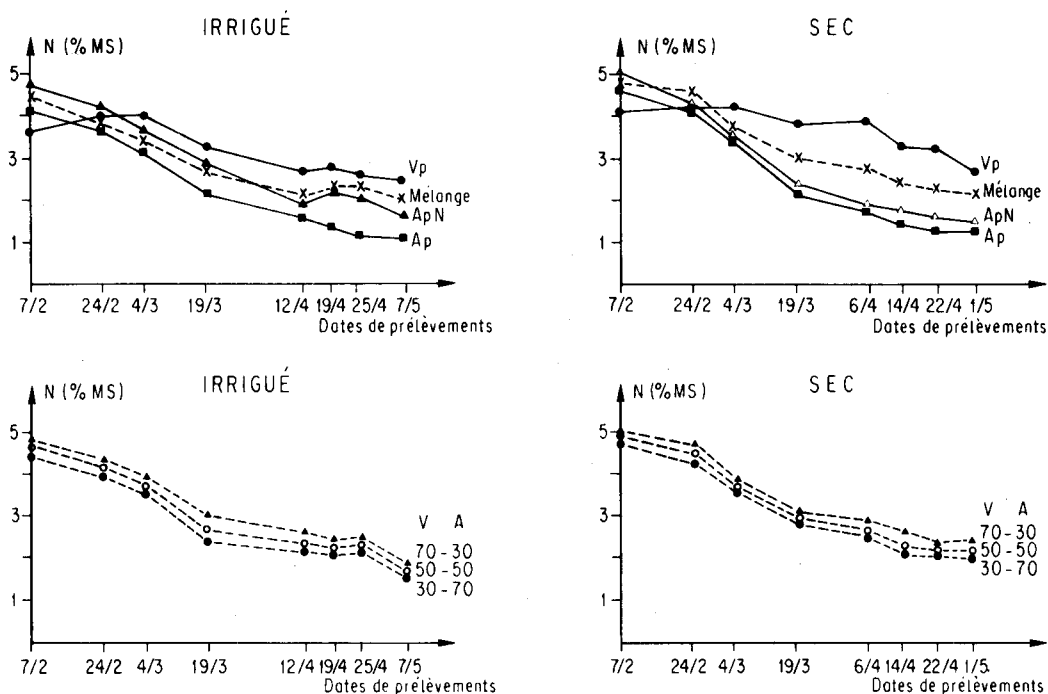 IRRIGUÉ
N (% MS)
5
3
1
Vp
Mélange
ApN
Ap
7/2 24/2 4/3 19/3 12/4 19/4 25/4 7/5
Dates de prélèvements
SEC
N (% MS)
5
3
1
Vp
Mélange
ApN
Ap
7/2 24/2 4/3 19/3 6/4 14/4 22/4 1/5
Dates de prélèvements
IRRIGUÉ
N (% MS)
5
3
1
V A
70-30
50-50
30-70
7/2 24/2 4/3 19/3 12/4 19/4 25/4 7/5
Dates de prélèvements
SEC
N (%MS)
5
3
1
V A
70-30
50-50
30-70
7/2 24/2 4/3 19/3 6/4 14/4 22/4 1/5.
Dates de prélèvements